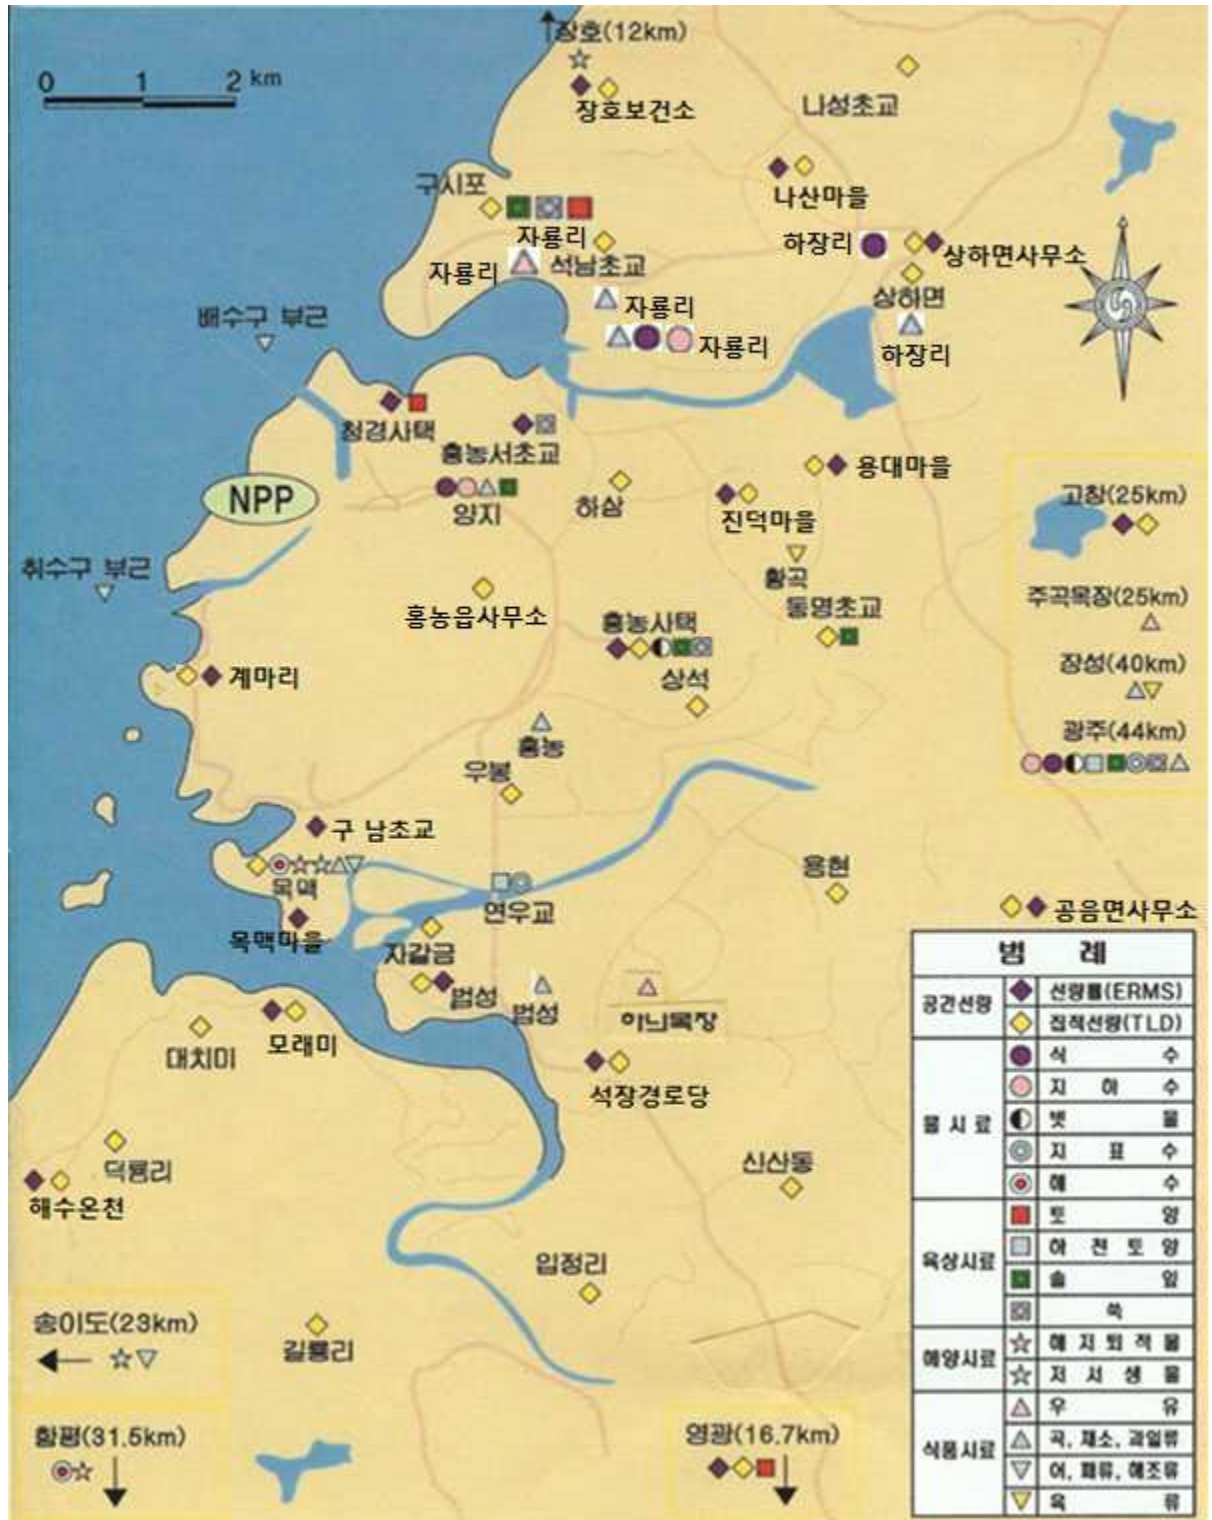 장호(12km)
0 1 2 km
장호보건소
나성초교
구시포
나산마을
자룡리
하장리
상하면사무소
자룡리
석남초교
상하면
자룡리
배수구 부근
자룡리
하장리
청경사택
홍농서초교
용대마을
NPP
양지
하삼
진덕마을
고창(25km)
취수구 부근
황곡
주곡목장(25km)
홍농읍사무소
홍농사택
동명초교
장성(40km)
계마리
상석
광주(44km)
홍농
우봉
구 남초교
목맥
용현
연우교
공음면사무소
목맥마을
자갈금
법성
법성
아늬목장
대치미
모래미
석장경로당
덕룡리
신산동
해수온천
입정리
송이도(23km)
길룡리
함평(31.5km)
영광(16.7km)
범 례
공간선량
선량률(ERMS)
집적선량(TLD)
물시료
식 수
지 하 수
빗 물
지 표 수
해 수
육상시료
토 양
하 천 토 양
솔 잎
쑥
해양시료
해 저 퇴 적 물
저 서 생 물
식품시료
우 유
곡, 채소, 과일류
어, 패류, 해조류
육 류